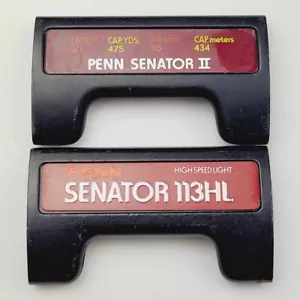 CAP. YDS. CAP. meters
475 434
PENN SENATOR II
PENN HIGH SPEED LIGHT
SENATOR 113HL